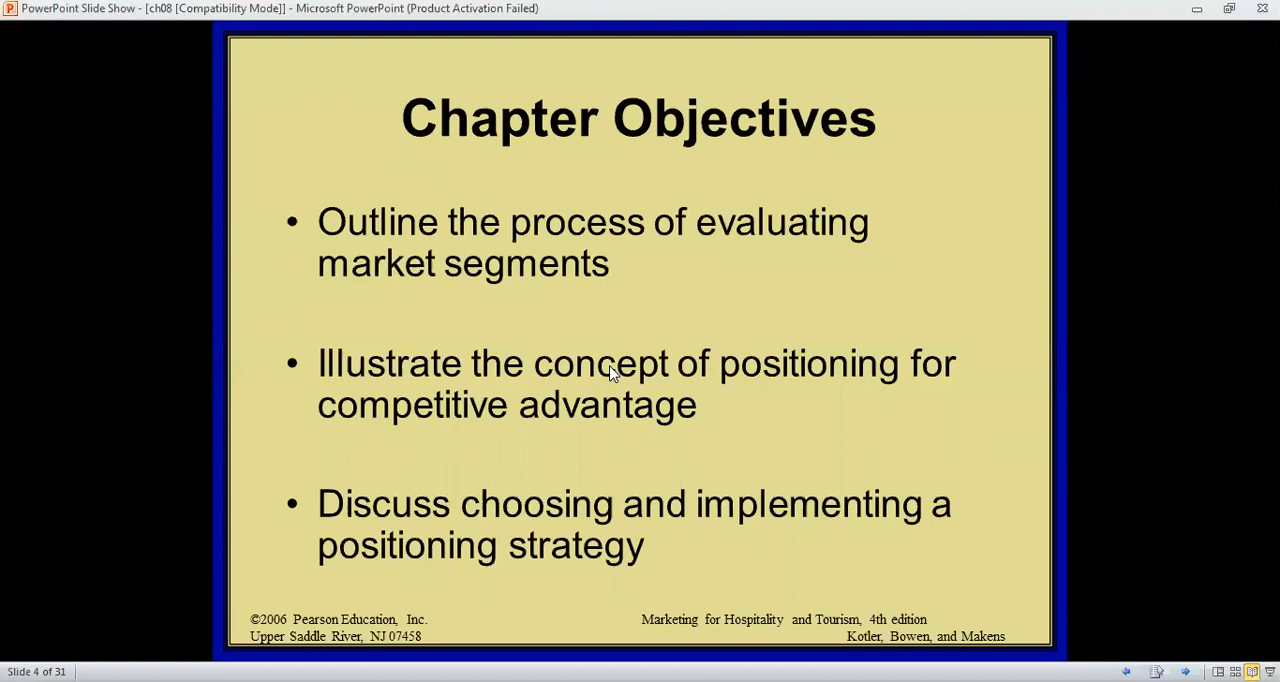 PowerPoint Slide Show - [ch08 [Compatibility Mode]] - Microsoft PowerPoint (Product Activation Failed)
Chapter Objectives
• Outline the process of evaluating
market segments
• Illustrate the concept of positioning for
competitive advantage
• Discuss choosing and implementing a
positioning strategy
©2006 Pearson Education, Inc. Marketing for Hospitality and Tourism, 4th edition
Upper Saddle River, NJ 07458 Kotler, Bowen, and Makens
Slide 4 of 31